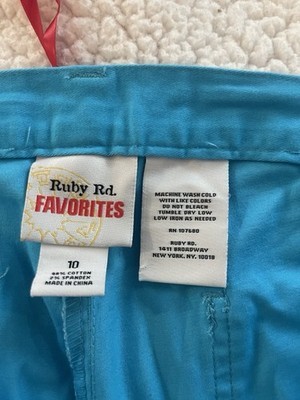 Ruby Rd.
FAVORITES
10
98% COTTON
2% SPANDEX
MADE IN CHINA
MACHINE WASH COLD
WITH LIKE COLORS
DO NOT BLEACH
TUMBLE DRY LOW
LOW IRON AS NEEDED
RN 107680
RUBY RD.
1411 BROADWAY
NEW YORK, NY. 10018